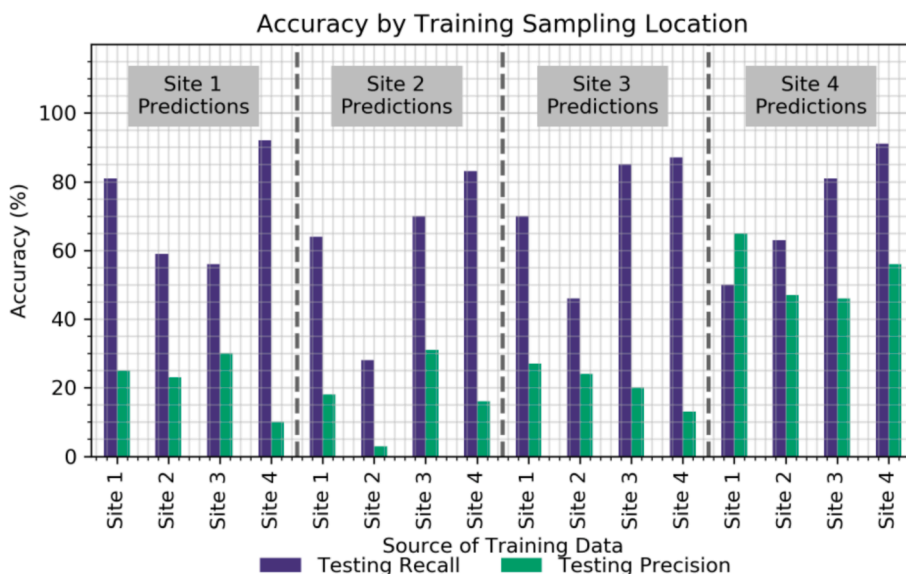 Accuracy by Training Sampling Location
Site 1
Predictions
Site 2
Predictions
Site 3
Predictions
Site 4
Predictions
Accuracy (%)
100
80
60
40
20
0
Site 1
Site 2
Site 3
Site 4
Site 1
Site 2
Site 3
Site 4
Site 1
Site 2
Site 3
Site 4
Site 1
Site 2
Site 3
Site 4
Source of Training Data
Testing Recall
Testing Precision